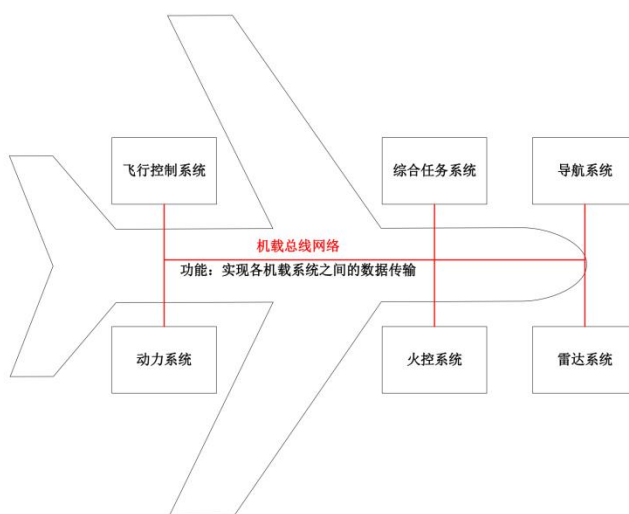 飞行控制系统
综合任务系统
导航系统
机载总线网络
功能：实现各机载系统之间的数据传输
动力系统
火控系统
雷达系统